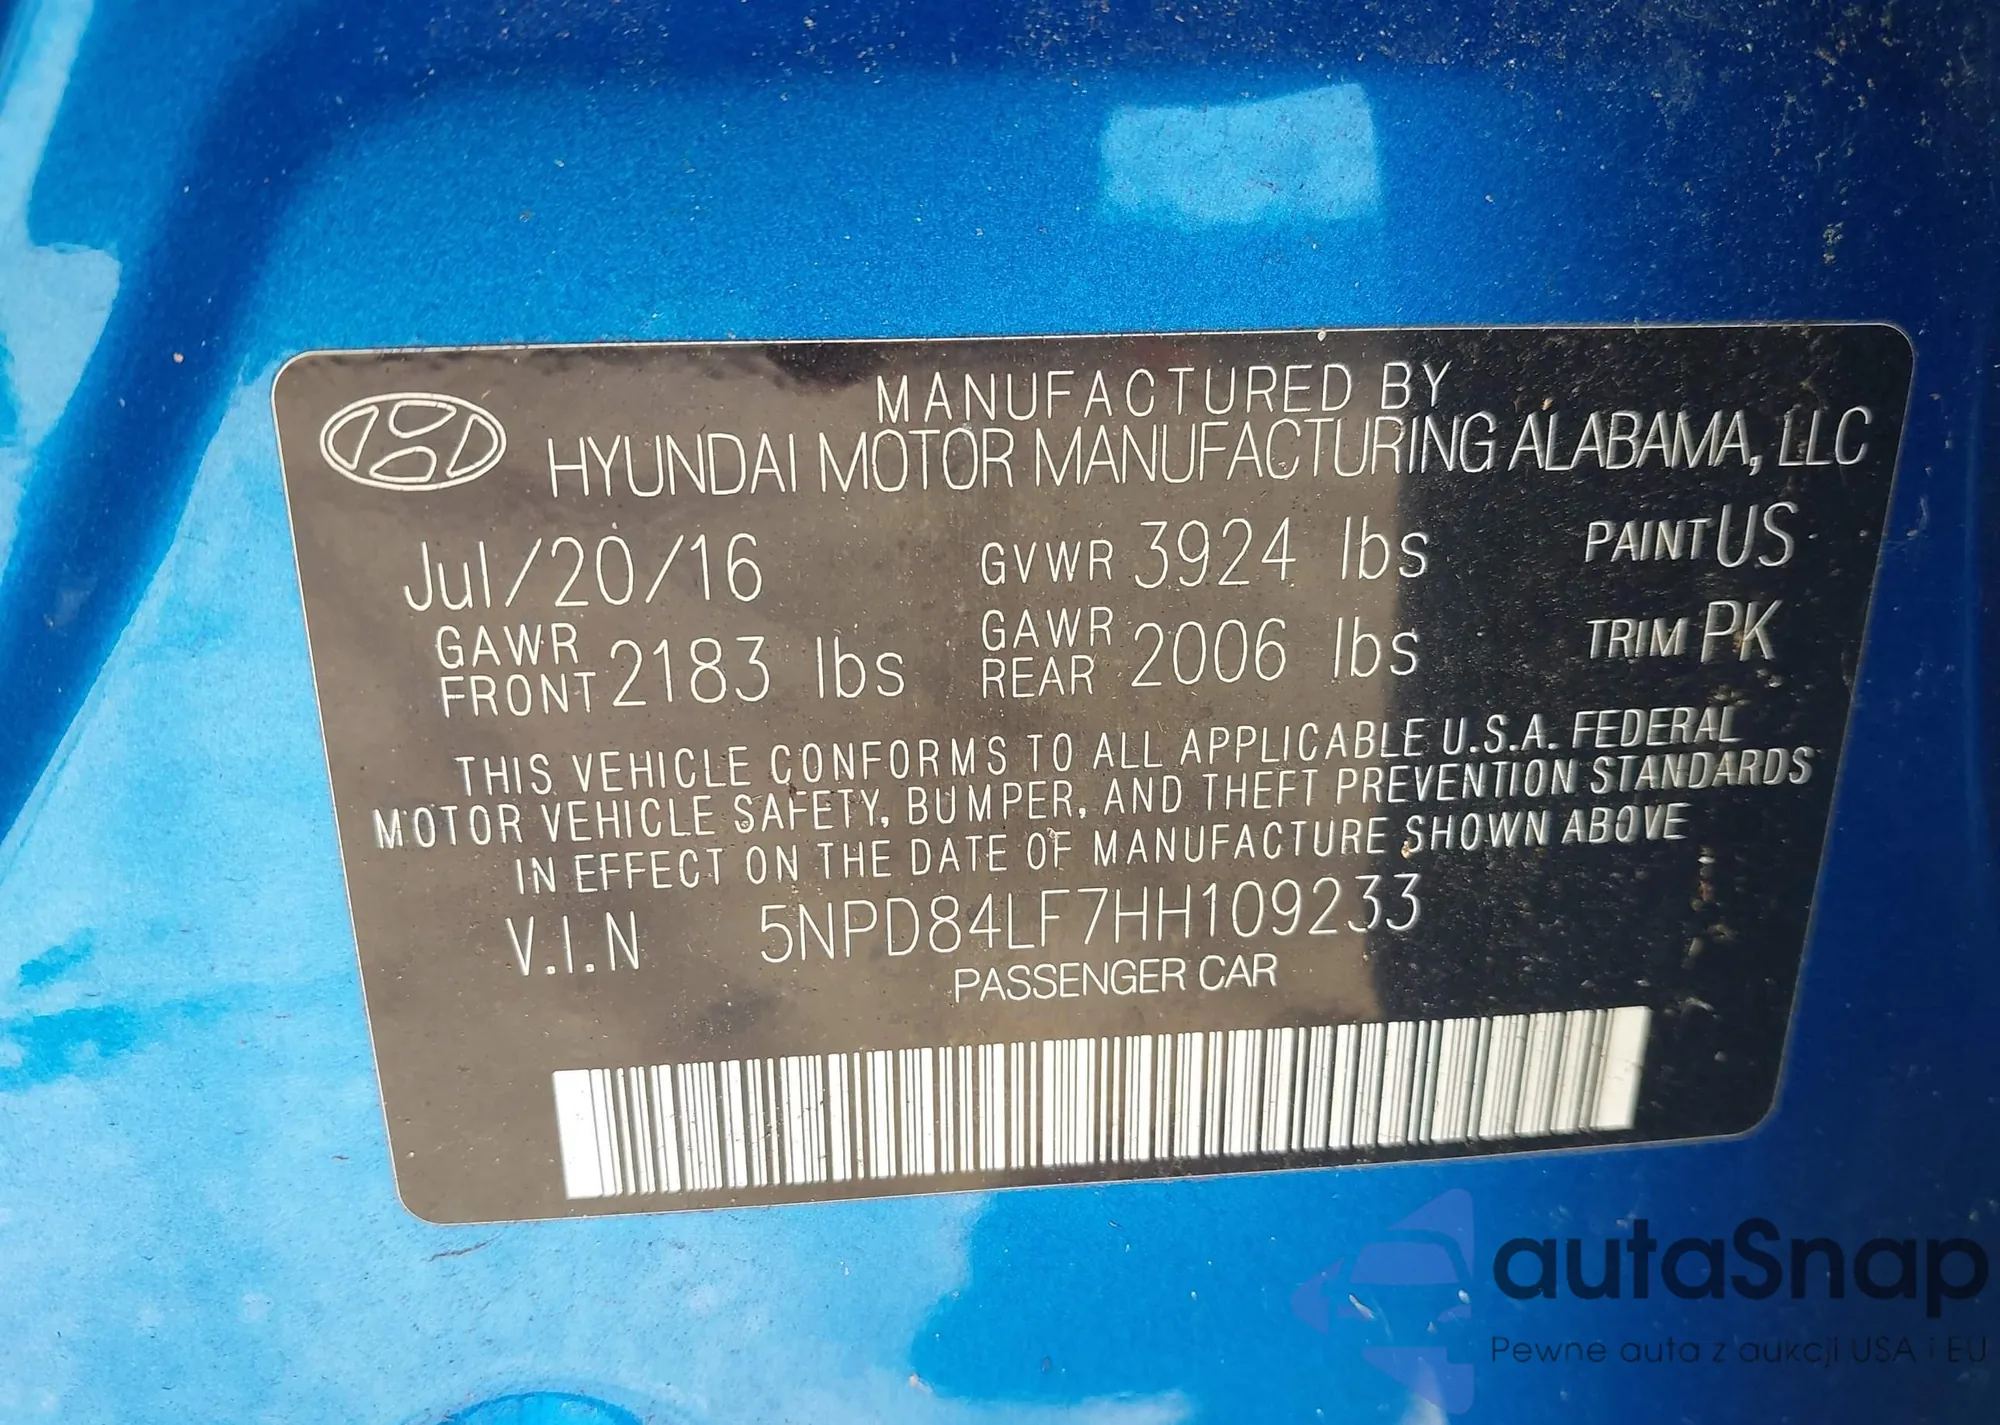 MANUFACTURED BY
HYUNDAI MOTOR MANUFACTURING ALABAMA, LLC
Jul/20/16 GVWR 3924 lbs PAINT US
GAWR FRONT 2183 lbs GAWR REAR 2006 lbs TRIM PK
THIS VEHICLE CONFORMS TO ALL APPLICABLE U.S.A. FEDERAL
MOTOR VEHICLE SAFETY, BUMPER, AND THEFT PREVENTION STANDARDS
IN EFFECT ON THE DATE OF MANUFACTURE SHOWN ABOVE
V.I.N 5NPD84LF7HH109233
PASSENGER CAR
autaSnap
Pewne auta z aukcji USA i EU